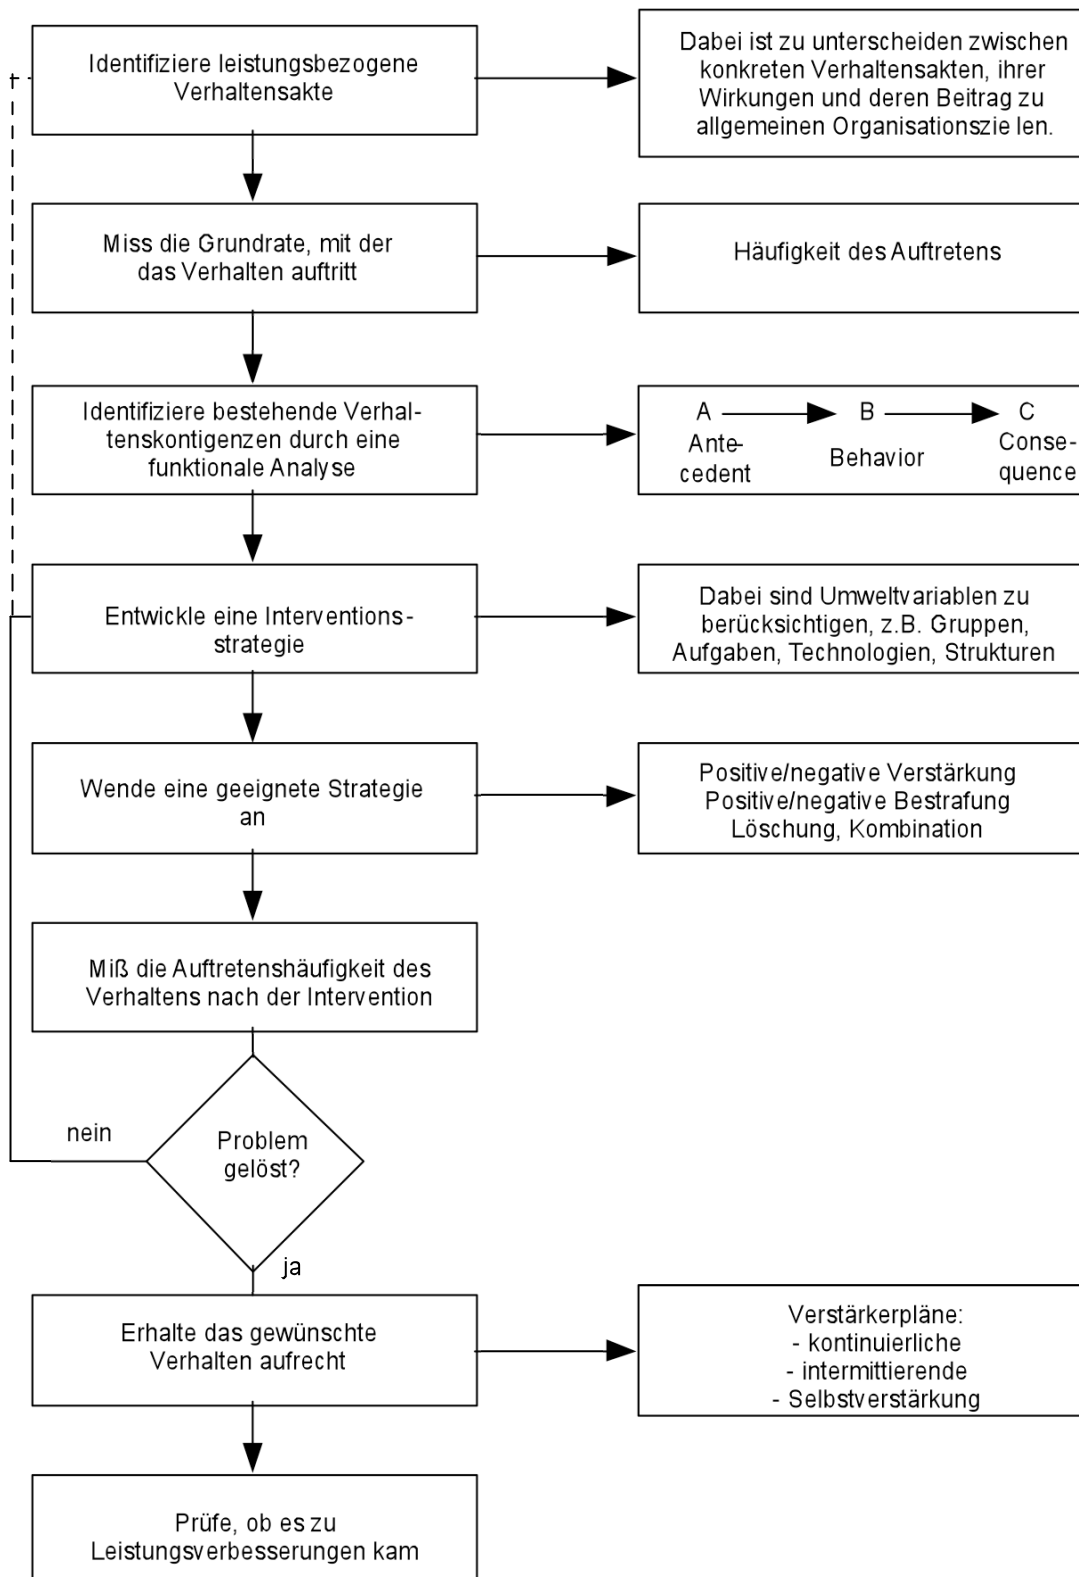 Identifiziere leistungsbezogene
Verhaltensakte
Dabei ist zu unterscheiden zwischen
konkreten Verhaltensakten, ihrer
Wirkungen und deren Beitrag zu
allgemeinen Organisationszie len.
Miss die Grundrate, mit der
das Verhalten auftritt
Häufigkeit des Auftretens
Identifiziere bestehende Verhal-
tenskontigenzen durch eine
funktionale Analyse
A
B
C
Ante-
cedent
Behavior
Conse-
quence
Entwickle eine Interventions-
strategie
Dabei sind Umweltvariablen zu
berücksichtigen, z.B. Gruppen,
Aufgaben, Technologien, Strukturen
Wende eine geeignete Strategie
an
Positive/negative Verstärkung
Positive/negative Bestrafung
Löschung, Kombination
Miß die Auftretenshäufigkeit des
Verhaltens nach der Intervention
nein
Problem
gelöst?
ja
Erhalte das gewünschte
Verhalten aufrecht
Verstärkerpläne:
- kontinuierliche
- intermittierende
- Selbstverstärkung
Prüfe, ob es zu
Leistungsverbesserungen kam